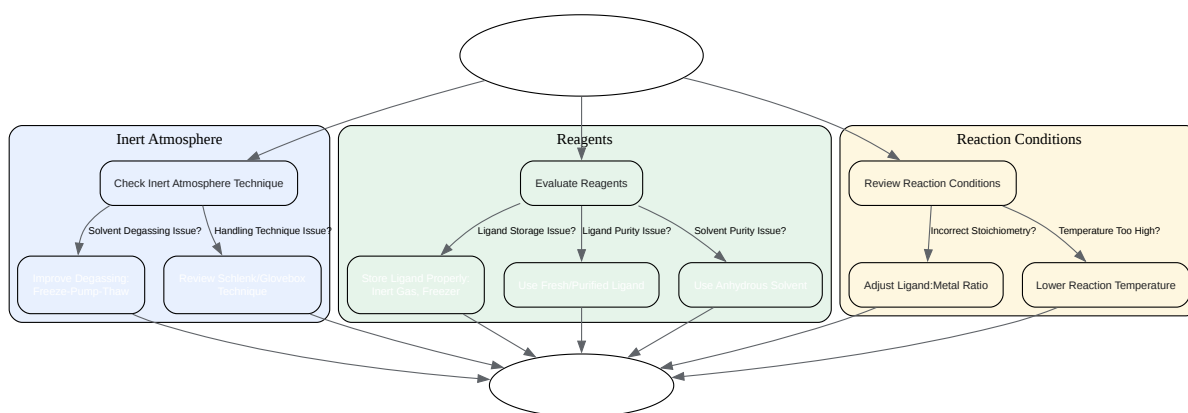 Inert Atmosphere
Reagents
Reaction Conditions
Check Inert Atmosphere Technique
Evaluate Reagents
Review Reaction Conditions
Solvent Degassing Issue?
Handling Technique Issue?
Ligand Storage Issue?
Ligand Purity Issue?
Solvent Purity Issue?
Incorrect Stoichiometry?
Temperature Too High?
Improve Degassing:
Freeze-Pump-Thaw
Review Schlenk/Glovebox
Technique
Store Ligand Properly:
Inert Gas, Freezer
Use Fresh/Purified Ligand
Use Anhydrous Solvent
Adjust Ligand:Metal Ratio
Lower Reaction Temperature